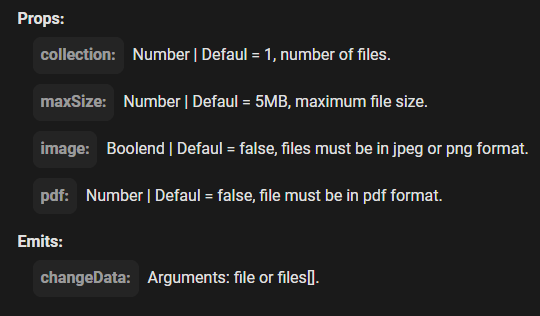 Props:
collection: Number | Defaul = 1, number of files.
maxSize: Number | Defaul = 5MB, maximum file size.
image: Boolend | Defaul = false, files must be in jpeg or png format.
pdf: Number | Defaul = false, file must be in pdf format.
Emits:
changeData: Arguments: file or files[].